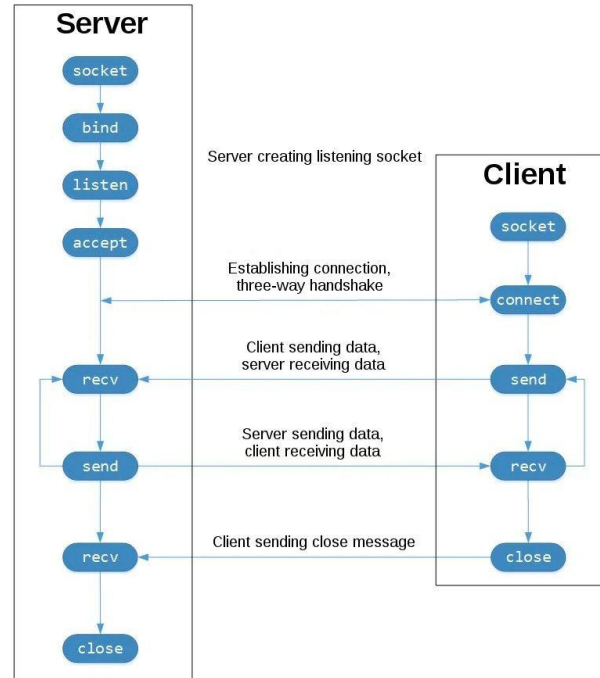 Server
socket
bind
listen
accept
recv
send
recv
close
Server creating listening socket
Establishing connection,
three-way handshake
Client sending data,
server receiving data
Server sending data,
client receiving data
Client sending close message
Client
socket
connect
send
recv
close